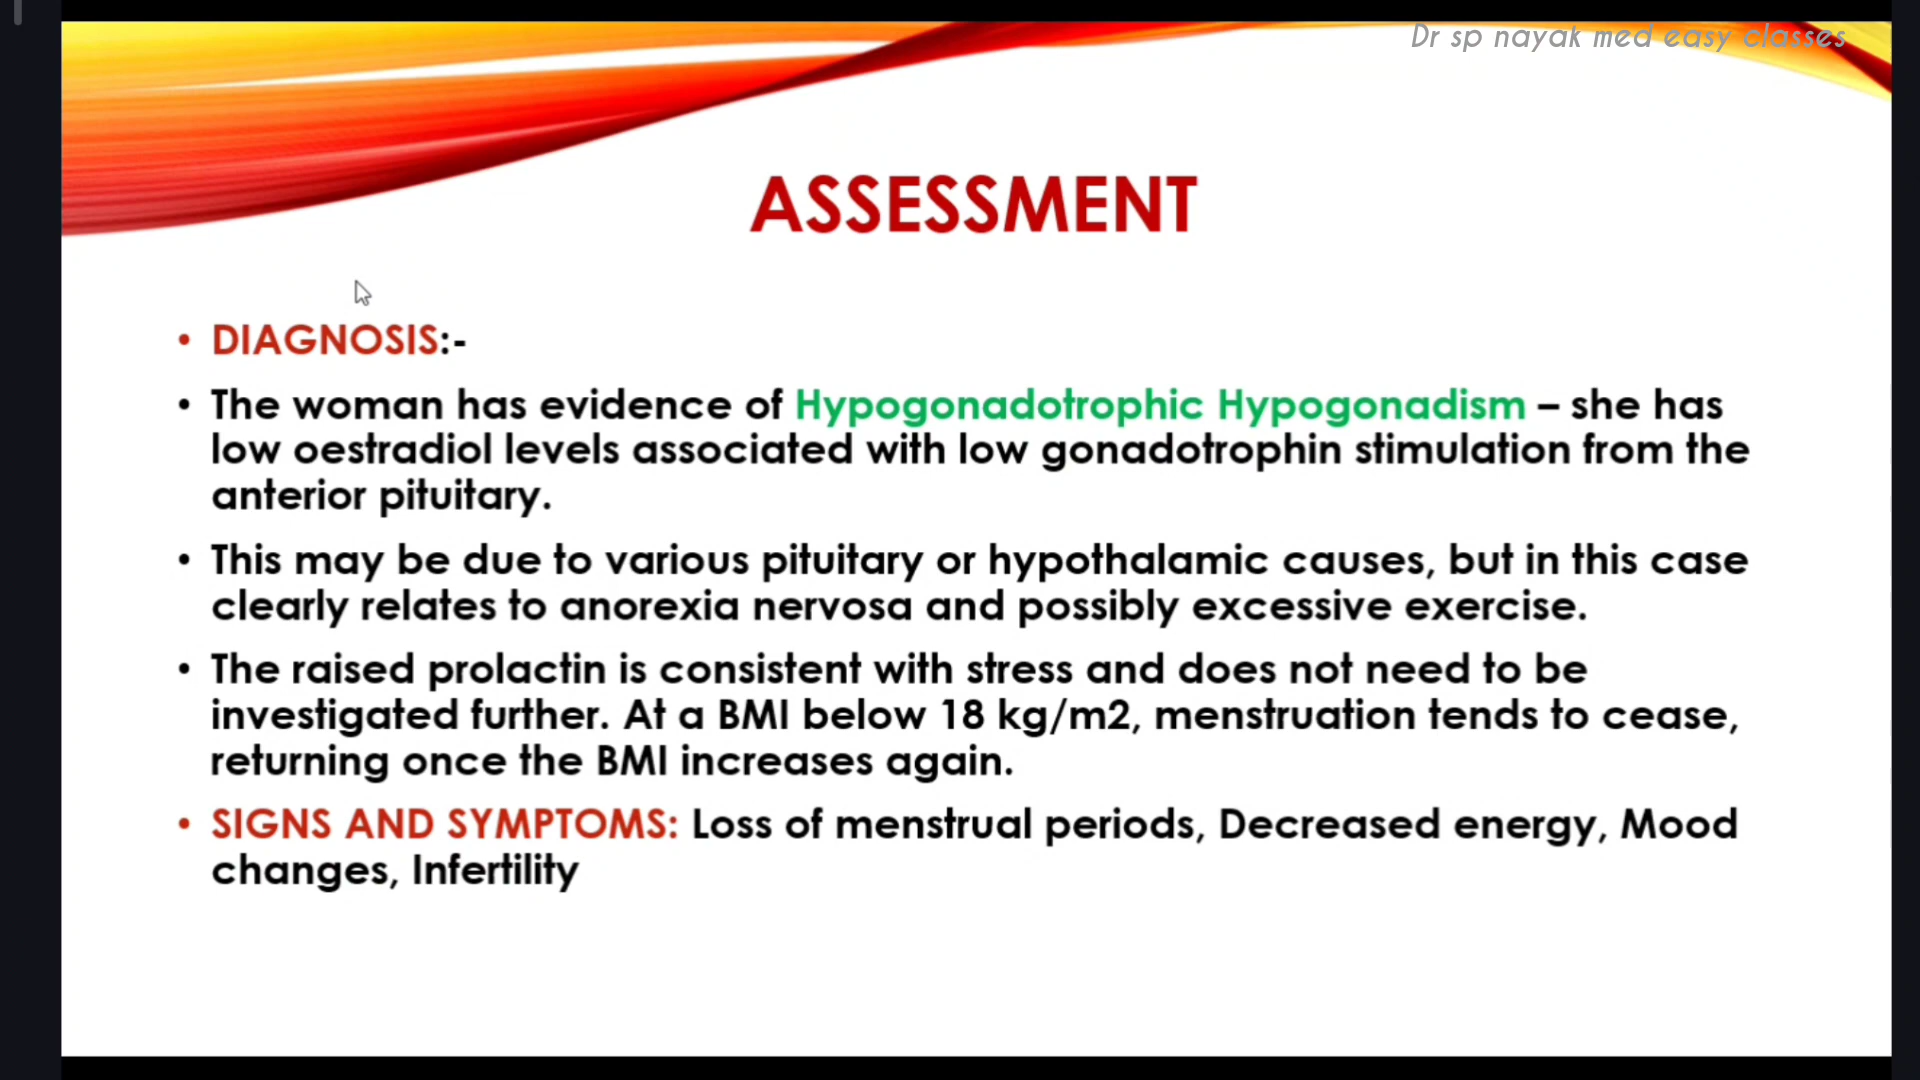 Dr sp nayak med easy classes
ASSESSMENT
• DIAGNOSIS:-
• The woman has evidence of Hypogonadotrophic Hypogonadism – she has
low oestradiol levels associated with low gonadotrophin stimulation from the
anterior pituitary.
• This may be due to various pituitary or hypothalamic causes, but in this case
clearly relates to anorexia nervosa and possibly excessive exercise.
• The raised prolactin is consistent with stress and does not need to be
investigated further. At a BMI below 18 kg/m2, menstruation tends to cease,
returning once the BMI increases again.
• SIGNS AND SYMPTOMS: Loss of menstrual periods, Decreased energy, Mood
changes, Infertility